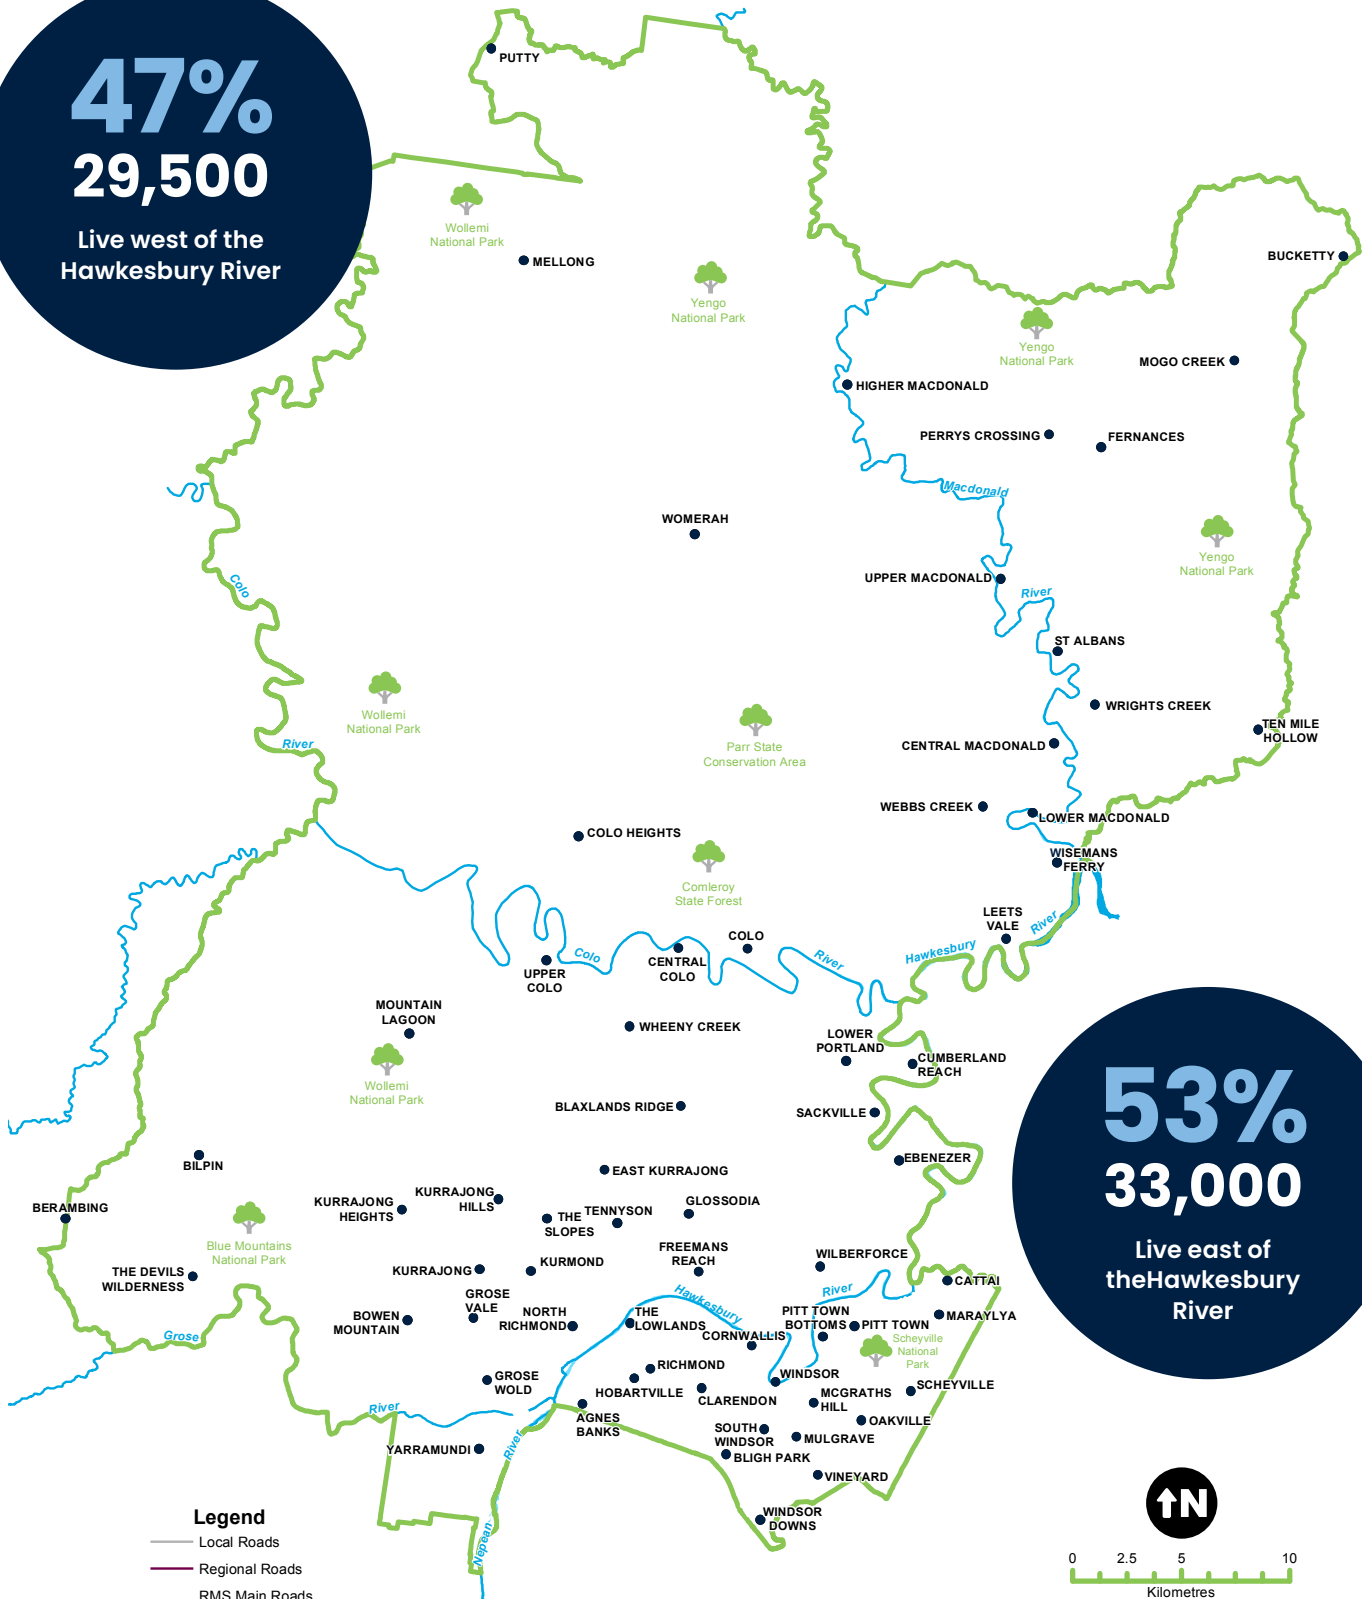 47%
29,500
Live west of the
Hawkesbury River
PUTTY
Wollemi
National Park
MELLONG
Yengo
National Park
BUCKETTY
Yengo
National Park
MOGO CREEK
HIGHER MACDONALD
PERRYS CROSSING
FERNANCES
Macdonald
WOMERAH
Yengo
National Park
UPPER MACDONALD
River
Colo
ST ALBANS
Wollemi
National Park
WRIGHTS CREEK
TEN MILE
HOLLOW
River
Parr State
Conservation Area
CENTRAL MACDONALD
WEBBS CREEK
LOWER MACDONALD
COLO HEIGHTS
WISEMANS
FERRY
Comleroy
State Forest
LEETS
VALE
River
COLO
Hawkesbury
Colo
CENTRAL
COLO
River
UPPER
COLO
MOUNTAIN
LAGOON
WHEENY CREEK
LOWER
PORTLAND
CUMBERLAND
REACH
Wollemi
National Park
BLAXLANDS RIDGE
SACKVILLE
53%
33,000
Live east of
theHawkesbury
River
BILPIN
EBENEZER
EAST KURRAJONG
BERAMBING
KURRAJONG
HEIGHTS
KURRAJONG
HILLS
THE
SLOPES
TENNYSON
GLOSSODIA
Blue Mountains
National Park
FREEMANS
REACH
WILBERFORCE
THE DEVILS
WILDERNESS
KURRAJONG
KURMOND
CATTAI
River
Hawkesbury
GROSE
VALE
BOWEN
MOUNTAIN
NORTH
RICHMOND
THE
LOWLANDS
PITT TOWN
BOTTOMS
PITT TOWN
MARAYLYA
Grose
CORNWALLIS
Scheyville
National
Park
RICHMOND
GROSE
WOLD
HOBARTVILLE
WINDSOR
SCHEYVILLE
CLARENDON
MCGRATHS
HILL
River
AGNES
BANKS
OAKVILLE
SOUTH
WINDSOR
MULGRAVE
YARRAMUNDI
River
BLIGH PARK
VINEYARD
WINDSOR
DOWNS
Nepean
N
Legend
Local Roads
Regional Roads
RMS Main Roads
0 2.5 5 10
Kilometres